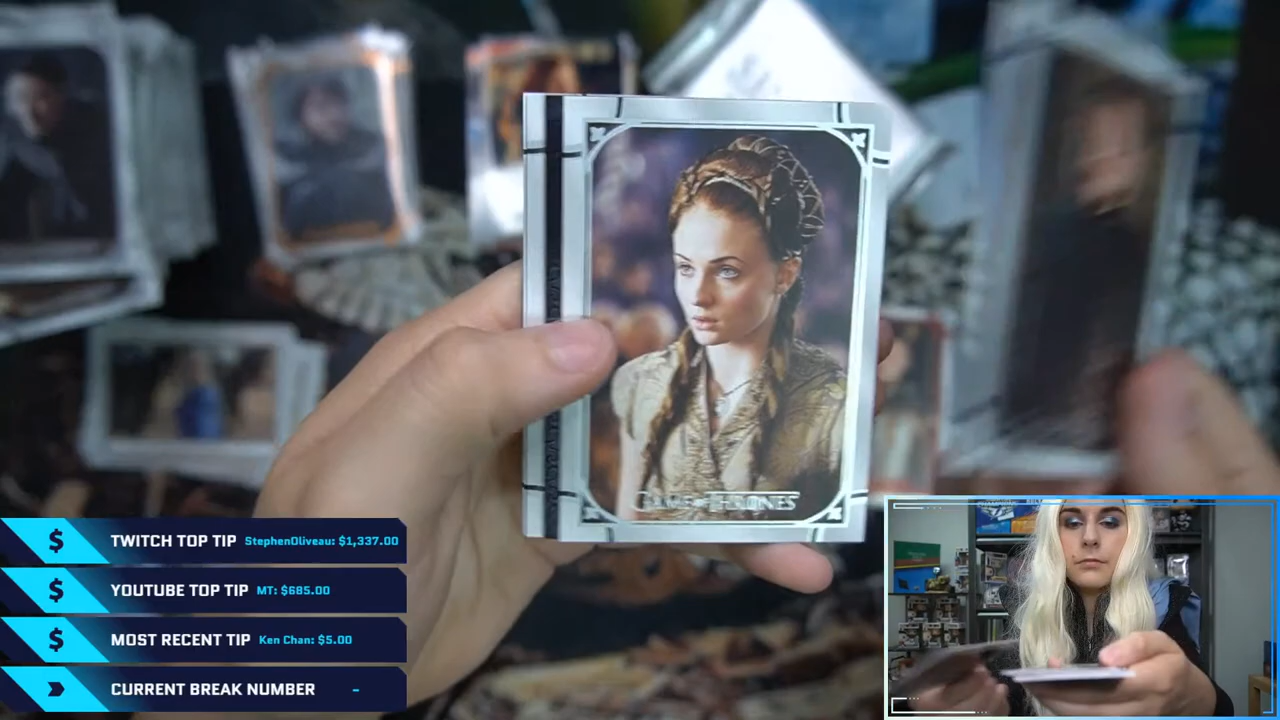 GAME OF THRONES
TWITCH TOP TIP StephenOliveau: $1,337.00
YOUTUBE TOP TIP MT: $685.00
MOST RECENT TIP Ken Chan: $5.00
CURRENT BREAK NUMBER -